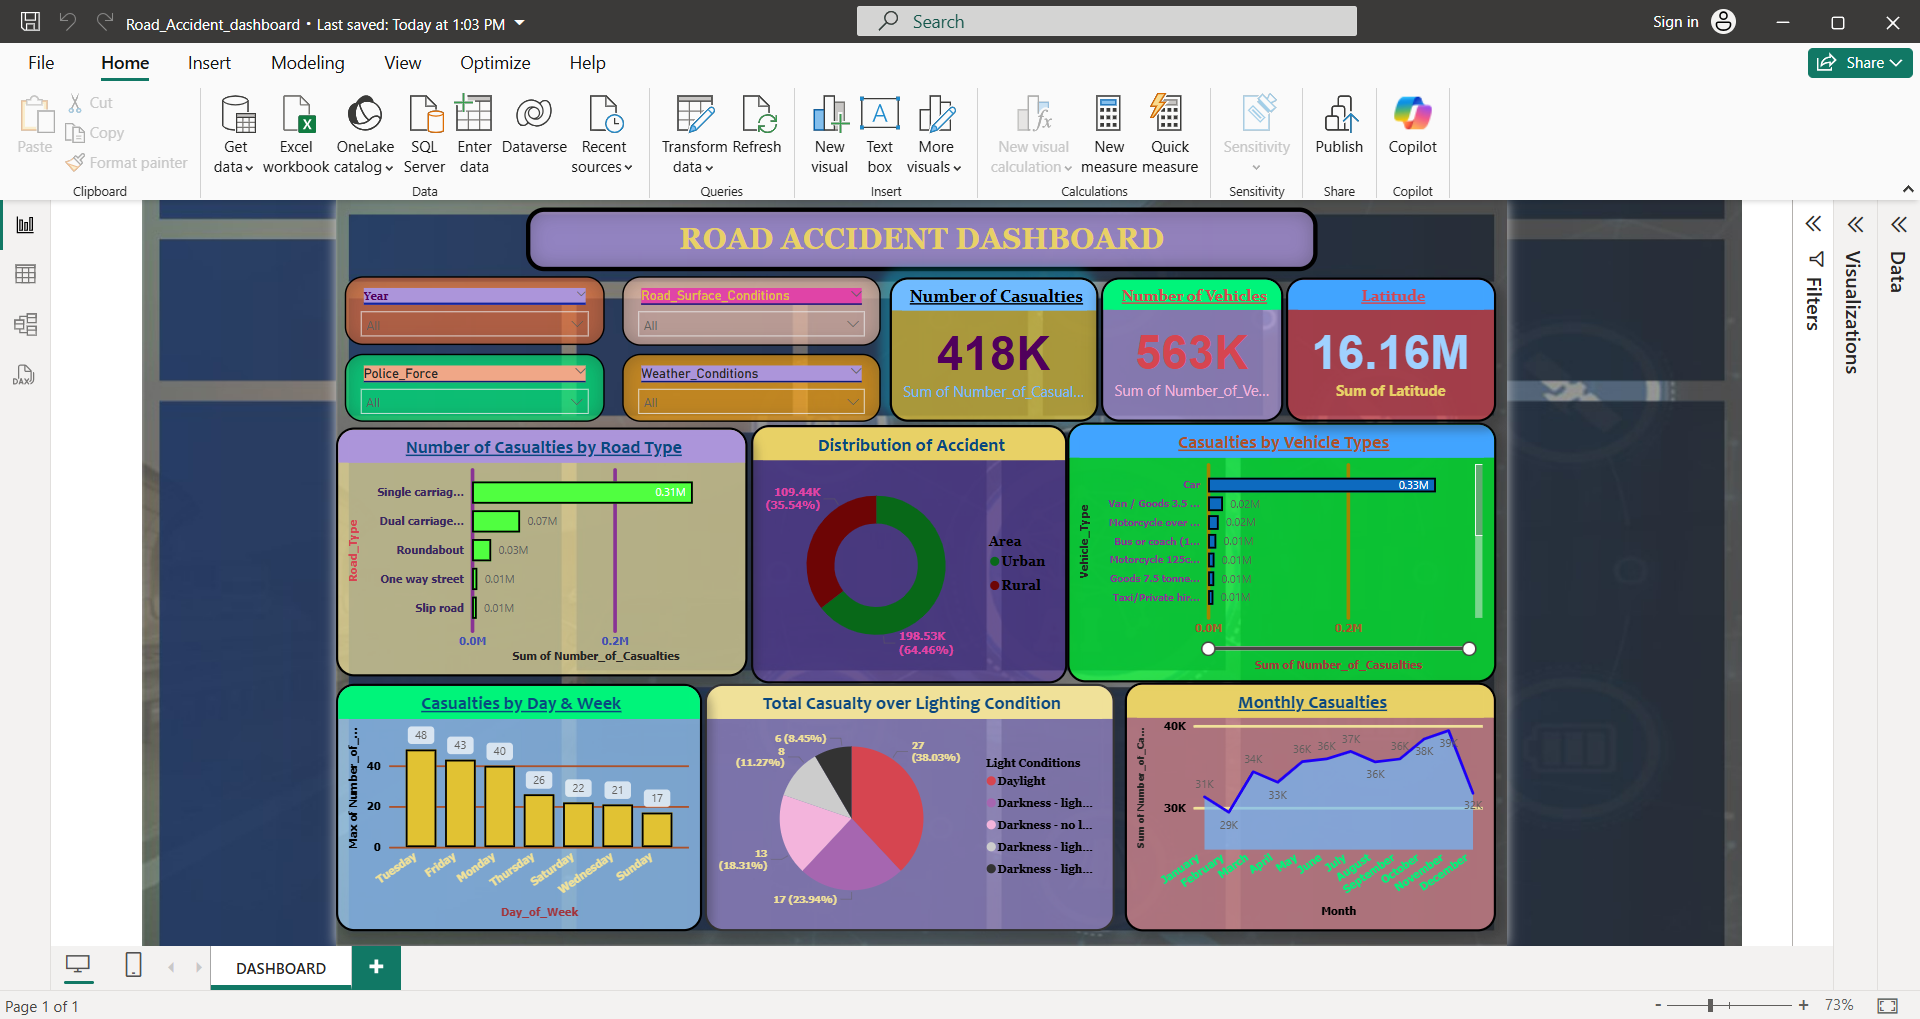 Road_Accident_dashboard • Last saved: Today at 1:03 PM
Search
Sign in
File Home Insert Modeling View Optimize Help
Share
Paste
Cut
Copy
Format painter
Clipboard
Get data
Excel workbook
OneLake catalog
SQL Server
Enter data
Dataverse
Recent sources
Data
Transform data
Refresh
Queries
New visual
Text box
More visuals
Insert
New visual calculation
New measure
Quick measure
Calculations
Sensitivity
Sensitivity
Publish
Share
Copilot
Copilot
DAX
ROAD ACCIDENT DASHBOARD
Year
All
Road_Surface_Conditions
All
Police_Force
All
Weather_Conditions
All
Number of Casualties
418K
Sum of Number_of_Casual...
Number of Vehicles
563K
Sum of Number_of_Ve...
Latitude
16.16M
Sum of Latitude
Number of Casualties by Road Type
Road_Type
Single carriag... 0.31M
Dual carriage... 0.07M
Roundabout 0.03M
One way street 0.01M
Slip road 0.01M
0.0M 0.2M
Sum of Number_of_Casualties
Distribution of Accident
109.44K
(35.54%)
198.53K
(64.46%)
Area
Urban
Rural
Casualties by Vehicle Types
Vehicle_Type
Car 0.33M
Van / Goods 3.5 ... 0.02M
Motorcycle over ... 0.02M
Bus or coach (1... 0.01M
Motorcycle 125c... 0.01M
Goods 7.5 tonne... 0.01M
Taxi/Private hir... 0.01M
0.0M 0.2M
Sum of Number_of_Casualties
Casualties by Day & Week
Max of Number_of_...
40
20
0
48 43 40 26 22 21 17
Tuesday Friday Monday Thursday Saturday Wednesday Sunday
Day_of_Week
Total Casualty over Lighting Condition
6 (8.45%)
8
(11.27%)
27
(38.03%)
13
(18.31%)
17 (23.94%)
Light Conditions
Daylight
Darkness - ligh...
Darkness - no l...
Darkness - ligh...
Darkness - ligh...
Monthly Casualties
Sum of Number_of_Ca...
40K
30K
31K 29K 34K 33K 36K 36K 37K 36K 36K 38K 39K 32K
January February March April May June July August September October November December
Month
Filters
Visualizations
Data
DASHBOARD
Page 1 of 1
- + 73%